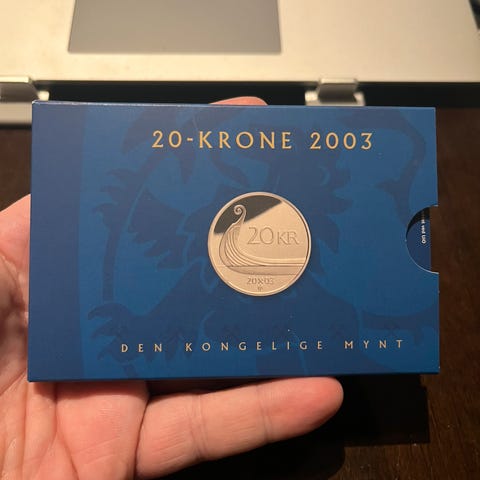 20-KRONE 2003
20 KR
20 03
DEN KONGELIGE MYNT